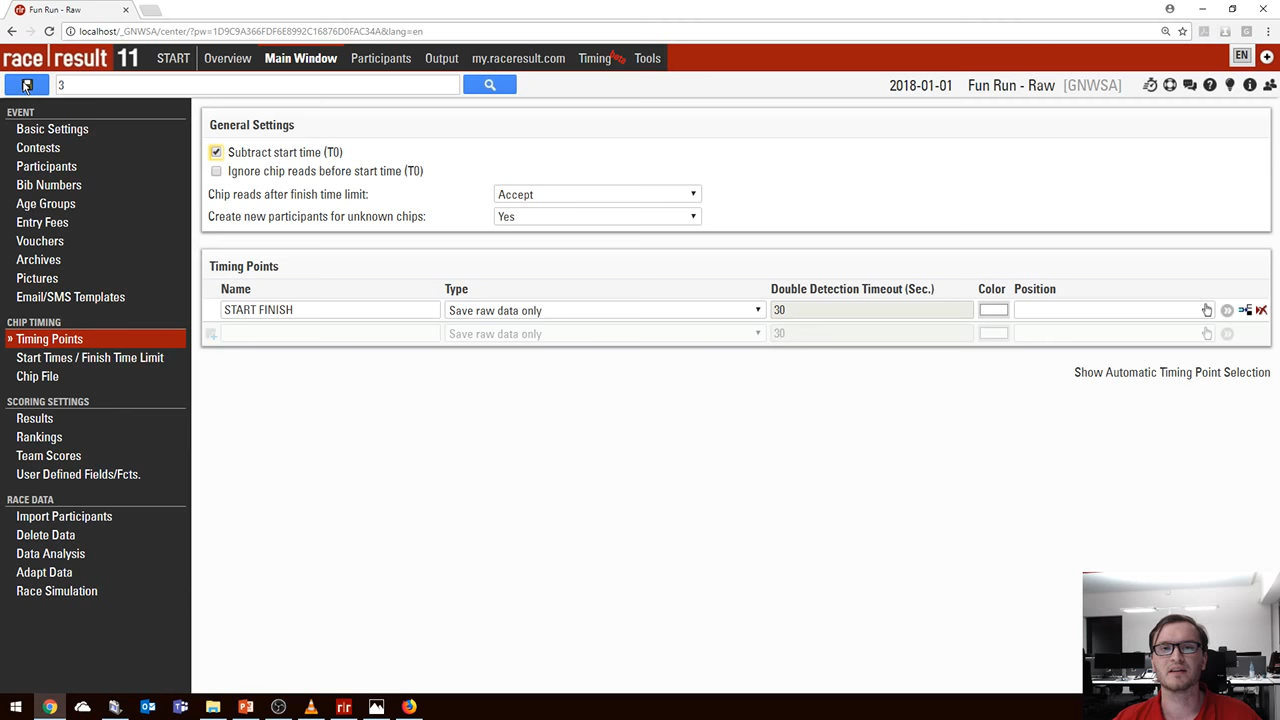 Fun Run - Raw
localhost/_GNWSA/center/?pw=1D9C9A366FDF6E8992C16876D0FAC34A&lang=en
race result 11 START Overview Main Window Participants Output my.raceresult.com Timing beta Tools EN
3 2018-01-01 Fun Run - Raw [GNWSA]
EVENT
Basic Settings
Contests
Participants
Bib Numbers
Age Groups
Entry Fees
Vouchers
Archives
Pictures
Email/SMS Templates
CHIP TIMING
» Timing Points
Start Times / Finish Time Limit
Chip File
SCORING SETTINGS
Results
Rankings
Team Scores
User Defined Fields/Fcts.
RACE DATA
Import Participants
Delete Data
Data Analysis
Adapt Data
Race Simulation
General Settings
Subtract start time (T0)
Ignore chip reads before start time (T0)
Chip reads after finish time limit: Accept
Create new participants for unknown chips: Yes
Timing Points
Name Type Double Detection Timeout (Sec.) Color Position
START FINISH Save raw data only 30
Save raw data only 30
Show Automatic Timing Point Selection